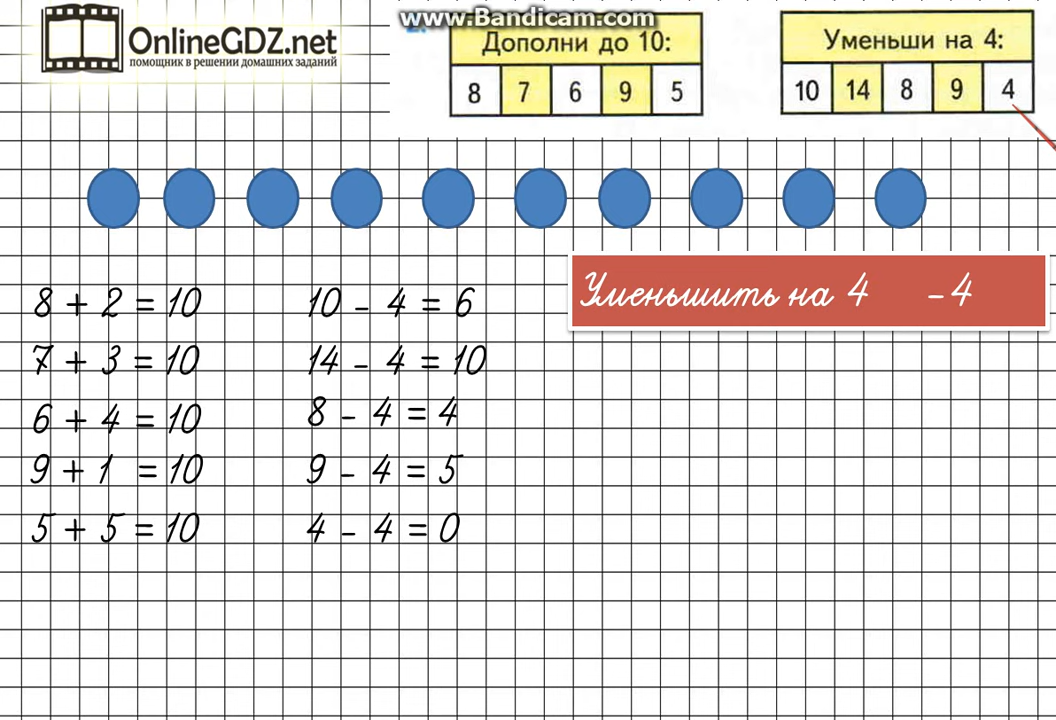 www.Bandicam.com
OnlineGDZ.net
помощник в решении домашних заданий
Дополни до 10:
8 7 6 9 5
Уменьши на 4:
10 14 8 9 4
Уменьшить на 4 - 4
8 + 2 = 10
7 + 3 = 10
6 + 4 = 10
9 + 1 = 10
5 + 5 = 10
10 - 4 = 6
14 - 4 = 10
8 - 4 = 4
9 - 4 = 5
4 - 4 = 0